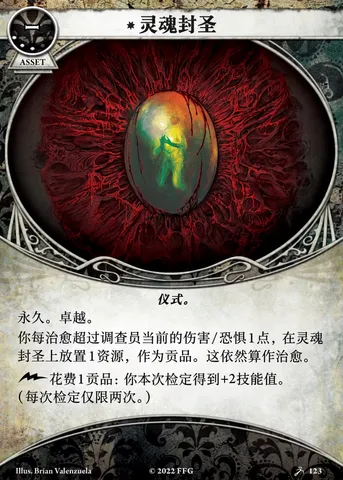 灵魂封圣
ASSET
仪式。
永久。卓越。
你每治愈超过调查员当前的伤害/恐惧1点，在灵魂
封圣上放置1资源，作为贡品。这依然算作治愈。
花费1贡品：你本次检定得到+2技能值。
（每次检定仅限两次。）
Illus. Brian Valenzuela
© 2022 FFG
123